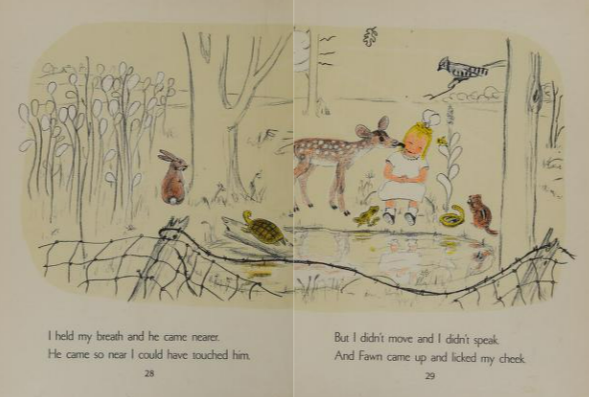 I held my breath and he came nearer.
He came so near I could have touched him.
28
But I didn't move and I didn't speak.
And Fawn came up and licked my cheek.
29